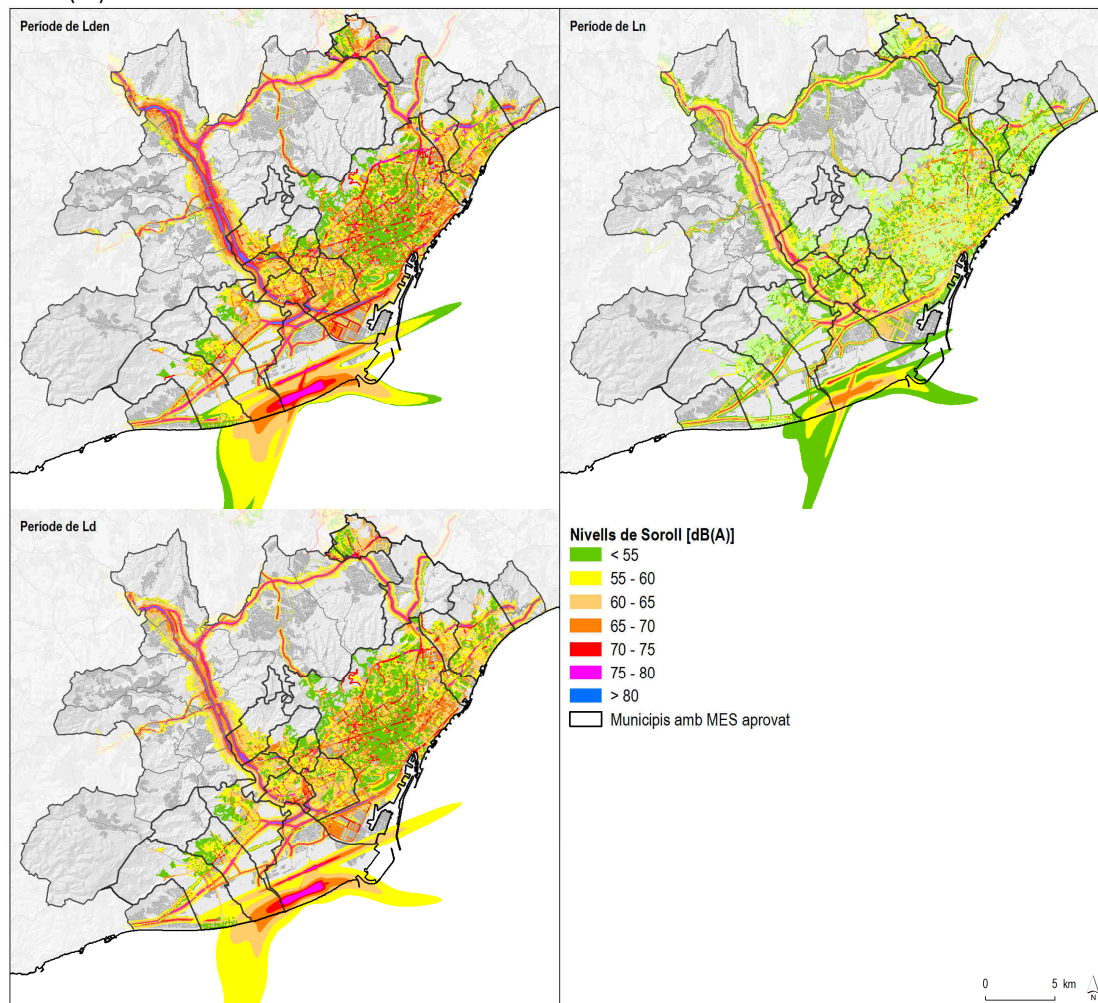 Període de Lden
Període de Ln
Període de Ld
Nivells de Soroll [dB(A)]
< 55
55 - 60
60 - 65
65 - 70
70 - 75
75 - 80
> 80
Municipis amb MES aprovat
0 5 km
N